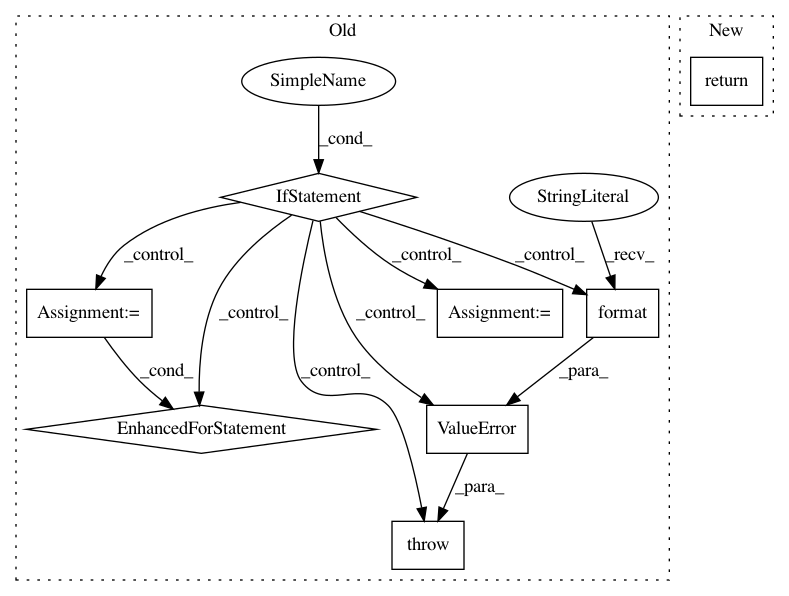 Old
New
SimpleName
return
_cond_
IfStatement
StringLiteral
_control_
_control_
_control_
_recv_
Assignment:=
_control_
_control_
Assignment:=
format
_cond_
_control_
_para_
EnhancedForStatement
ValueError
_para_
throw